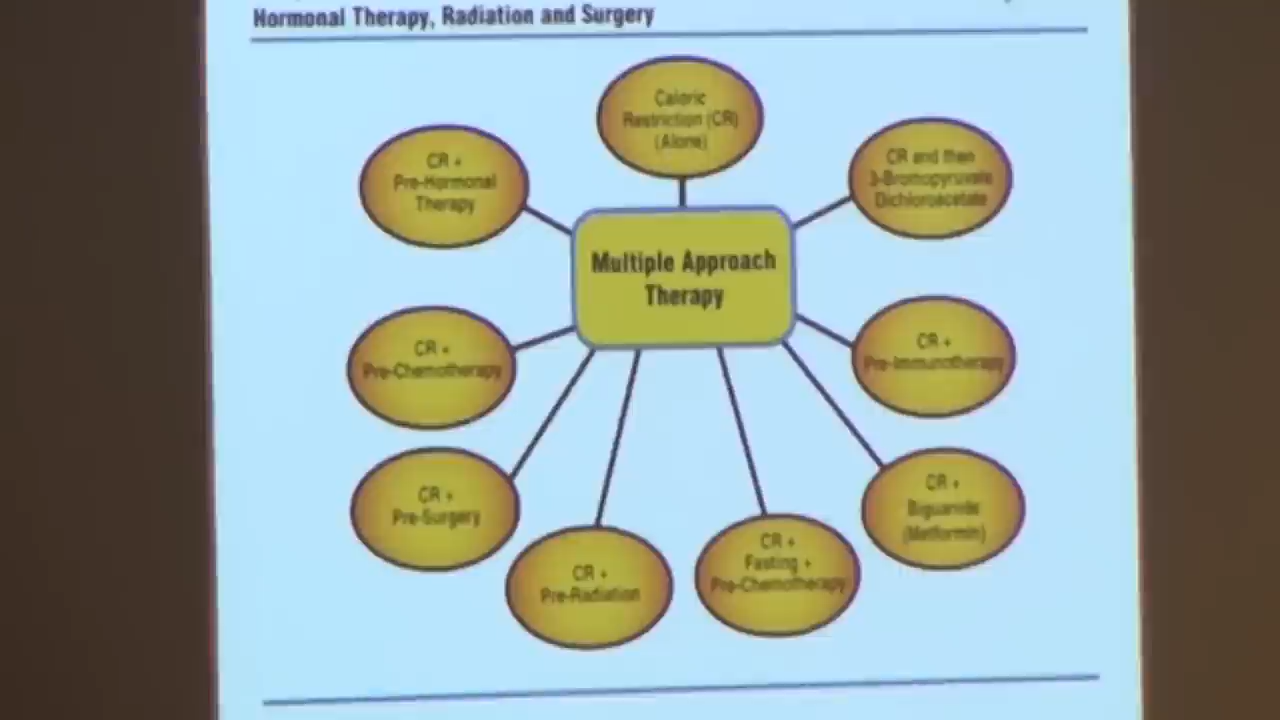 Hormonal Therapy, Radiation and Surgery
Caloric
Restriction (CR)
(Alone)
CR +
Pre-Hormonal
Therapy
CR and then
3-Bromopyruvate
Dichloroacetate
Multiple Approach
Therapy
CR +
Pre-Chemotherapy
CR +
Pre-Immunotherapy
CR +
Pre-Surgery
CR +
Biguanide
(Metformin)
CR +
Pre-Radiation
CR +
Fasting +
Pre-Chemotherapy